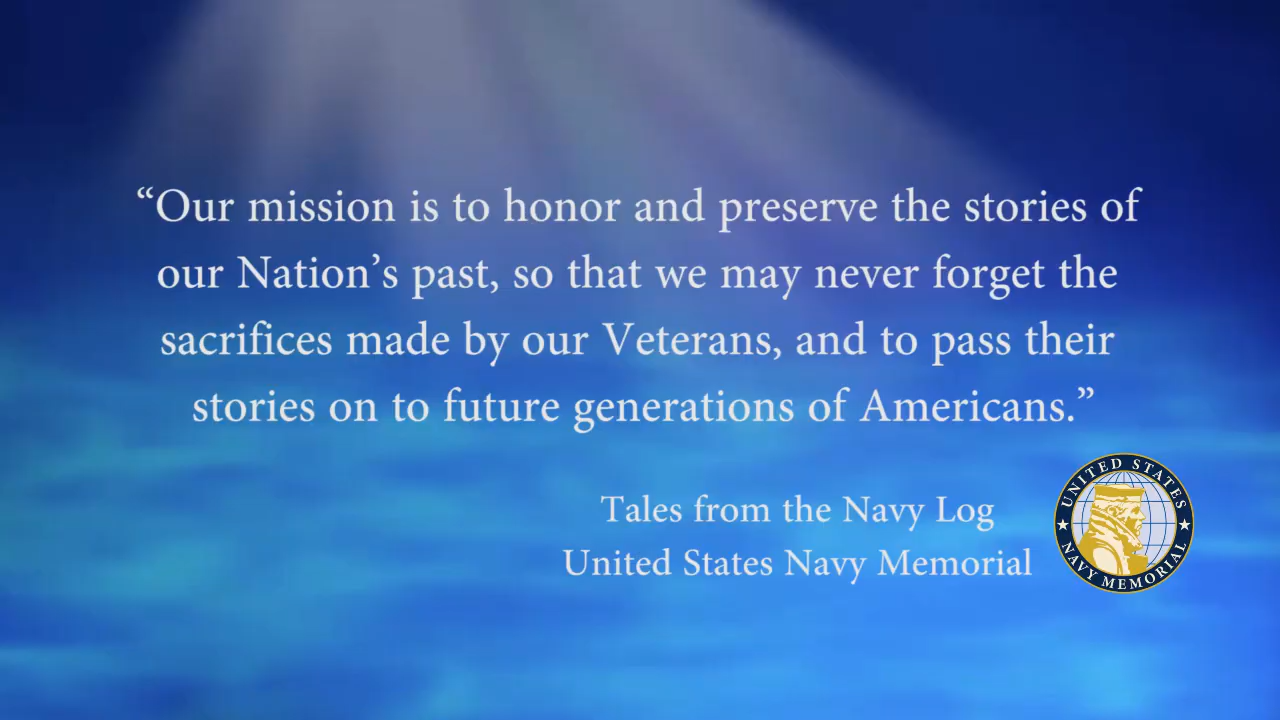 “Our mission is to honor and preserve the stories of
our Nation’s past, so that we may never forget the
sacrifices made by our Veterans, and to pass their
stories on to future generations of Americans.”
Tales from the Navy Log
United States Navy Memorial
UNITED STATES
NAVY MEMORIAL